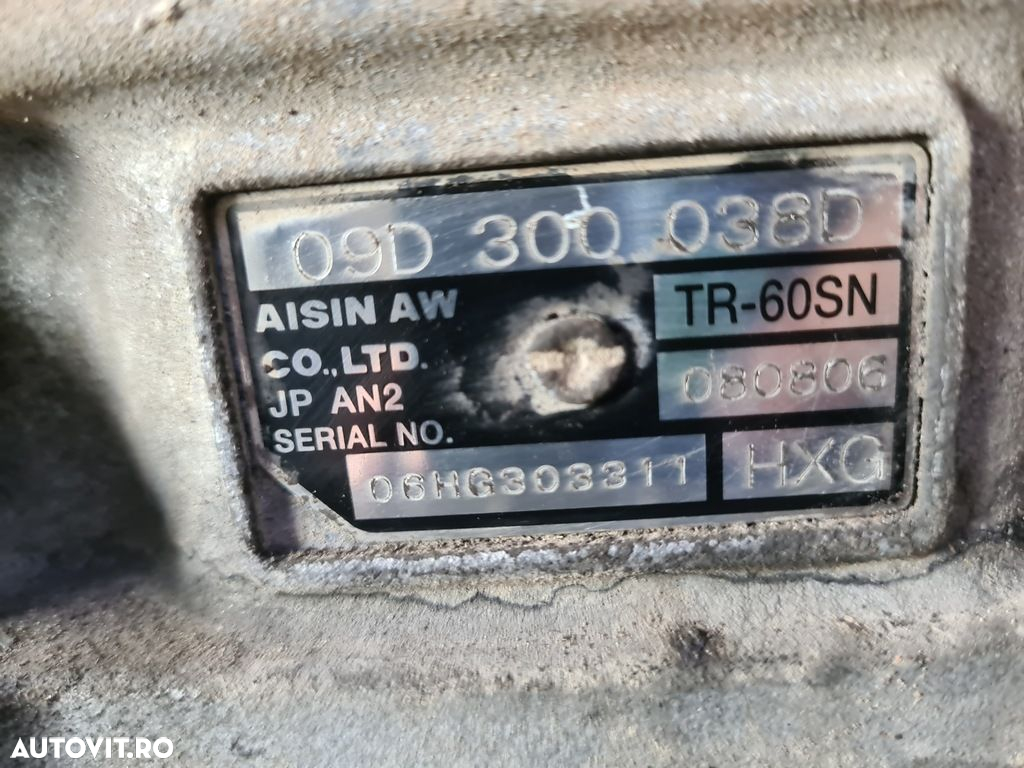 09D 300 038D
AISIN AW
CO.,LTD.
JP AN2
SERIAL NO.
TR-60SN
080806
06HG303311
HXG
AUTOVIT.RO